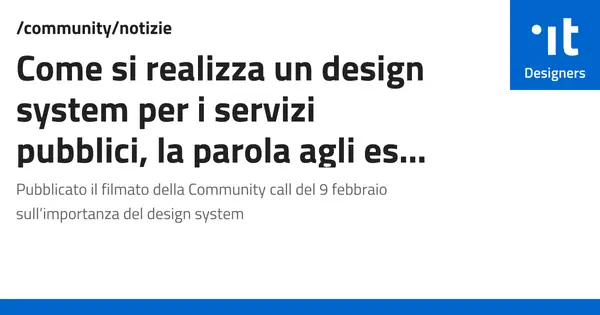 /community/notizie
Come si realizza un design
system per i servizi
pubblici, la parola agli es...
Pubblicato il filmato della Community call del 9 febbraio
sull’importanza del design system
it
Designers